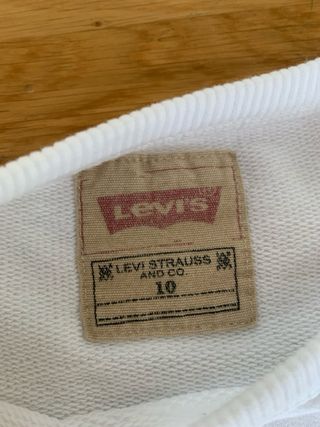 Levi's®
LEVI STRAUSS
AND CO.
10